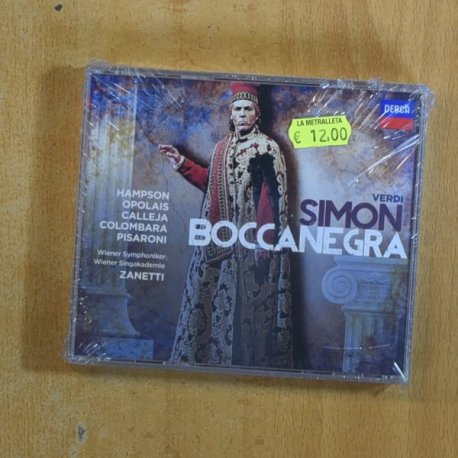 DECCA
LA METRALLETA
€ 12,00
VERDI
SIMON
BOCCANEGRA
HAMPSON
OPOLAIS
CALLEJA
COLOMBARA
PISARONI
Wiener Symphoniker
Wiener Singakademie
ZANETTI